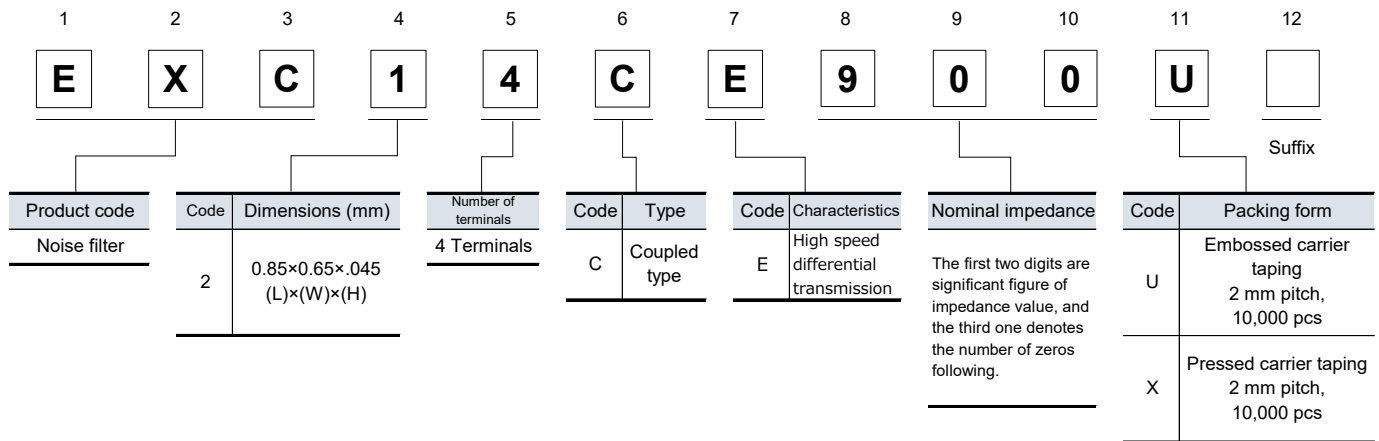 1 2 3 4 5 6 7 8 9 10 11 12
E X C 1 4 C E 9 0 0 U
Suffix
Product code
Noise filter
Code Dimensions (mm)
2
0.85×0.65×.045
(L)×(W)×(H)
Number of
terminals
4 Terminals
Code Type
C
Coupled
type
Code Characteristics
E
High speed
differential
transmission
Nominal impedance
The first two digits are
significant figure of
impedance value, and
the third one denotes
the number of zeros
following.
Code Packing form
U
Embossed carrier
taping
2 mm pitch,
10,000 pcs
X
Pressed carrier taping
2 mm pitch,
10,000 pcs